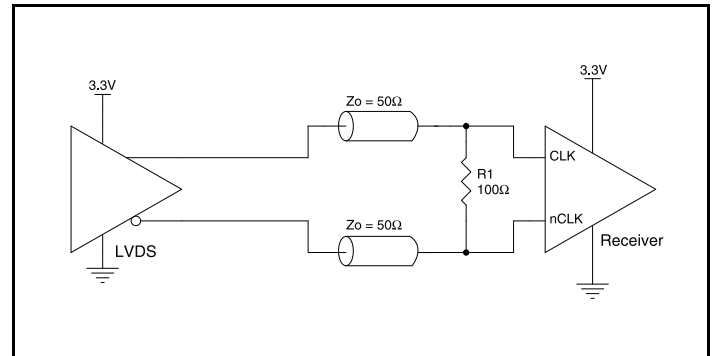 3.3V
3.3V
Zo = 50Ω
CLK
R1
100Ω
nCLK
Zo = 50Ω
Receiver
LVDS